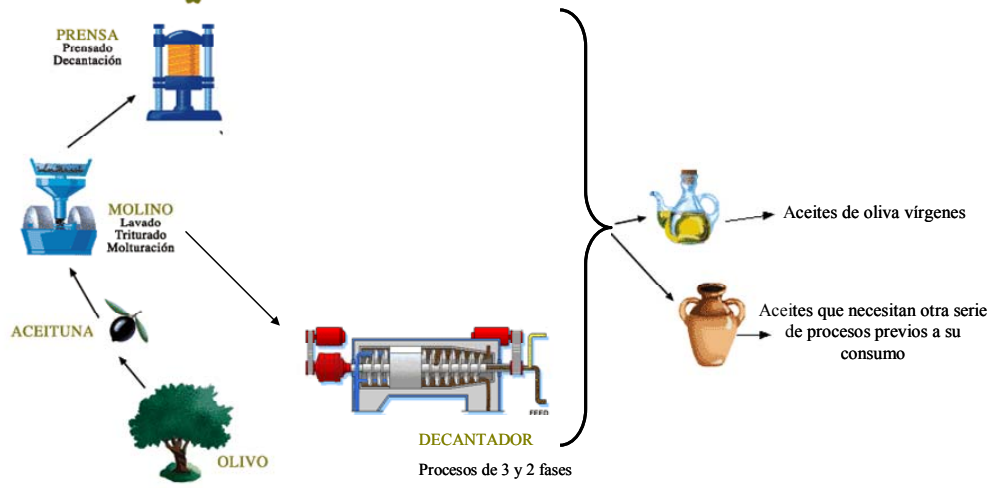 PRENSA
Prensado
Decantación
MOLINO
Lavado
Triturado
Molturación
ACEITUNA
OLIVO
FEED
DECANTADOR
Procesos de 3 y 2 fases
Aceites de oliva vírgenes
Aceites que necesitan otra serie
de procesos previos a su
consumo